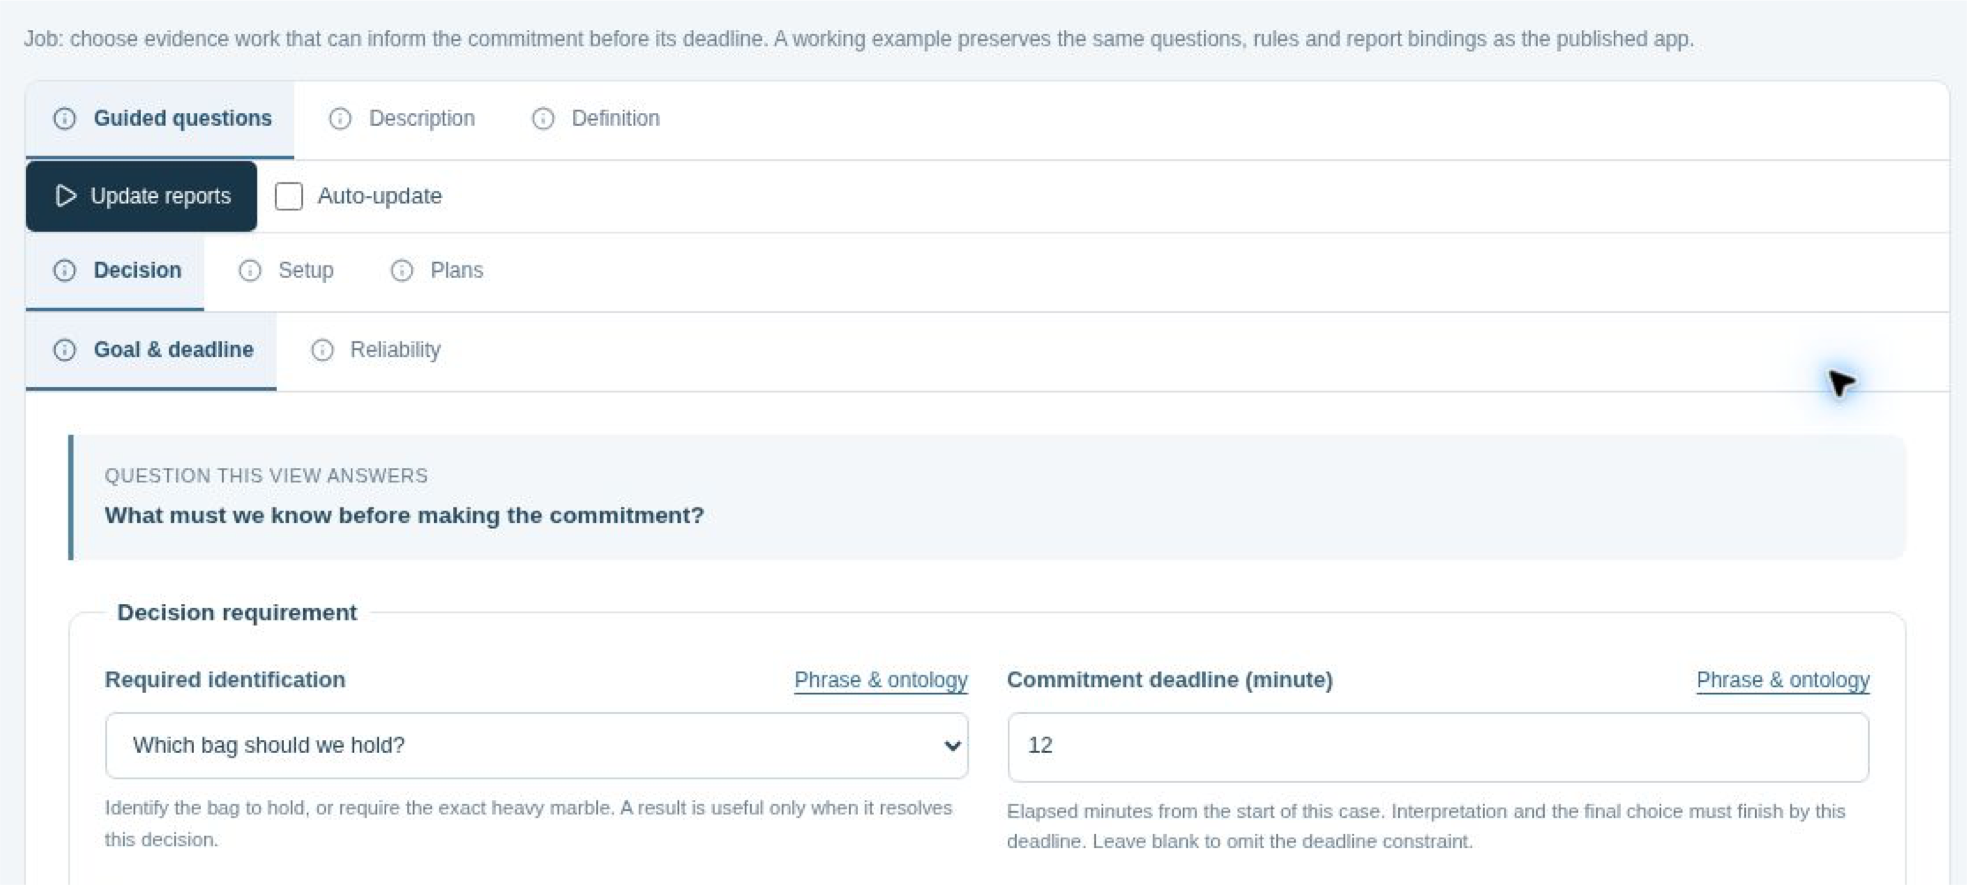 Job: choose evidence work that can inform the commitment before its deadline. A working example preserves the same questions, rules and report bindings as the published app.
Guided questions Description Definition
Update reports Auto-update
Decision Setup Plans
Goal & deadline Reliability
QUESTION THIS VIEW ANSWERS
What must we know before making the commitment?
Decision requirement
Required identification Phrase & ontology Commitment deadline (minute) Phrase & ontology
Which bag should we hold? 12
Identify the bag to hold, or require the exact heavy marble. A result is useful only when it resolves
this decision.
Elapsed minutes from the start of this case. Interpretation and the final choice must finish by this
deadline. Leave blank to omit the deadline constraint.